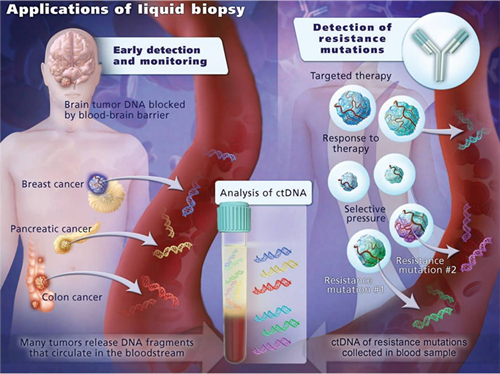 Applications of liquid biopsy
Early detection
and monitoring
Brain tumor DNA blocked
by blood-brain barrier
Breast cancer
Pancreatic cancer
Colon cancer
Many tumors release DNA fragments
that circulate in the bloodstream
Analysis of ctDNA
Detection of
resistance
mutations
Targeted therapy
Response to
therapy
Selective
pressure
Resistance
mutation #2
Resistance
mutation #1
ctDNA of resistance mutations
collected in blood sample